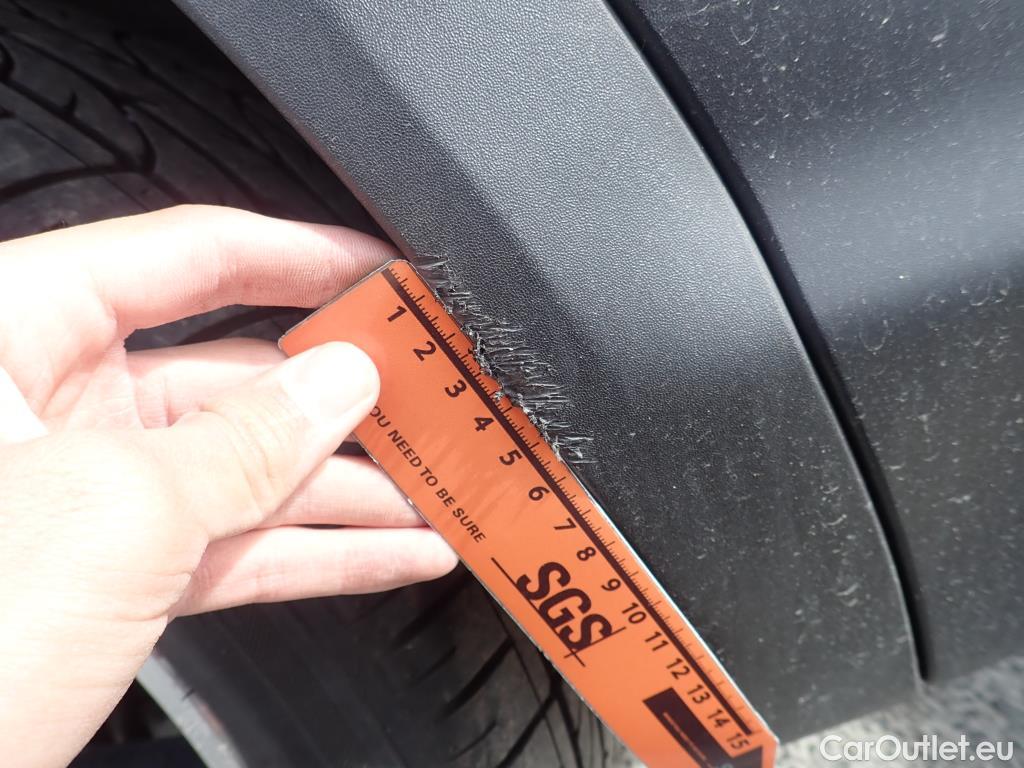 1 2 3 4 5 6 7 8 9 10 11 12 13 14 15
OU NEED TO BE SURE
SGS
CarOutlet.eu